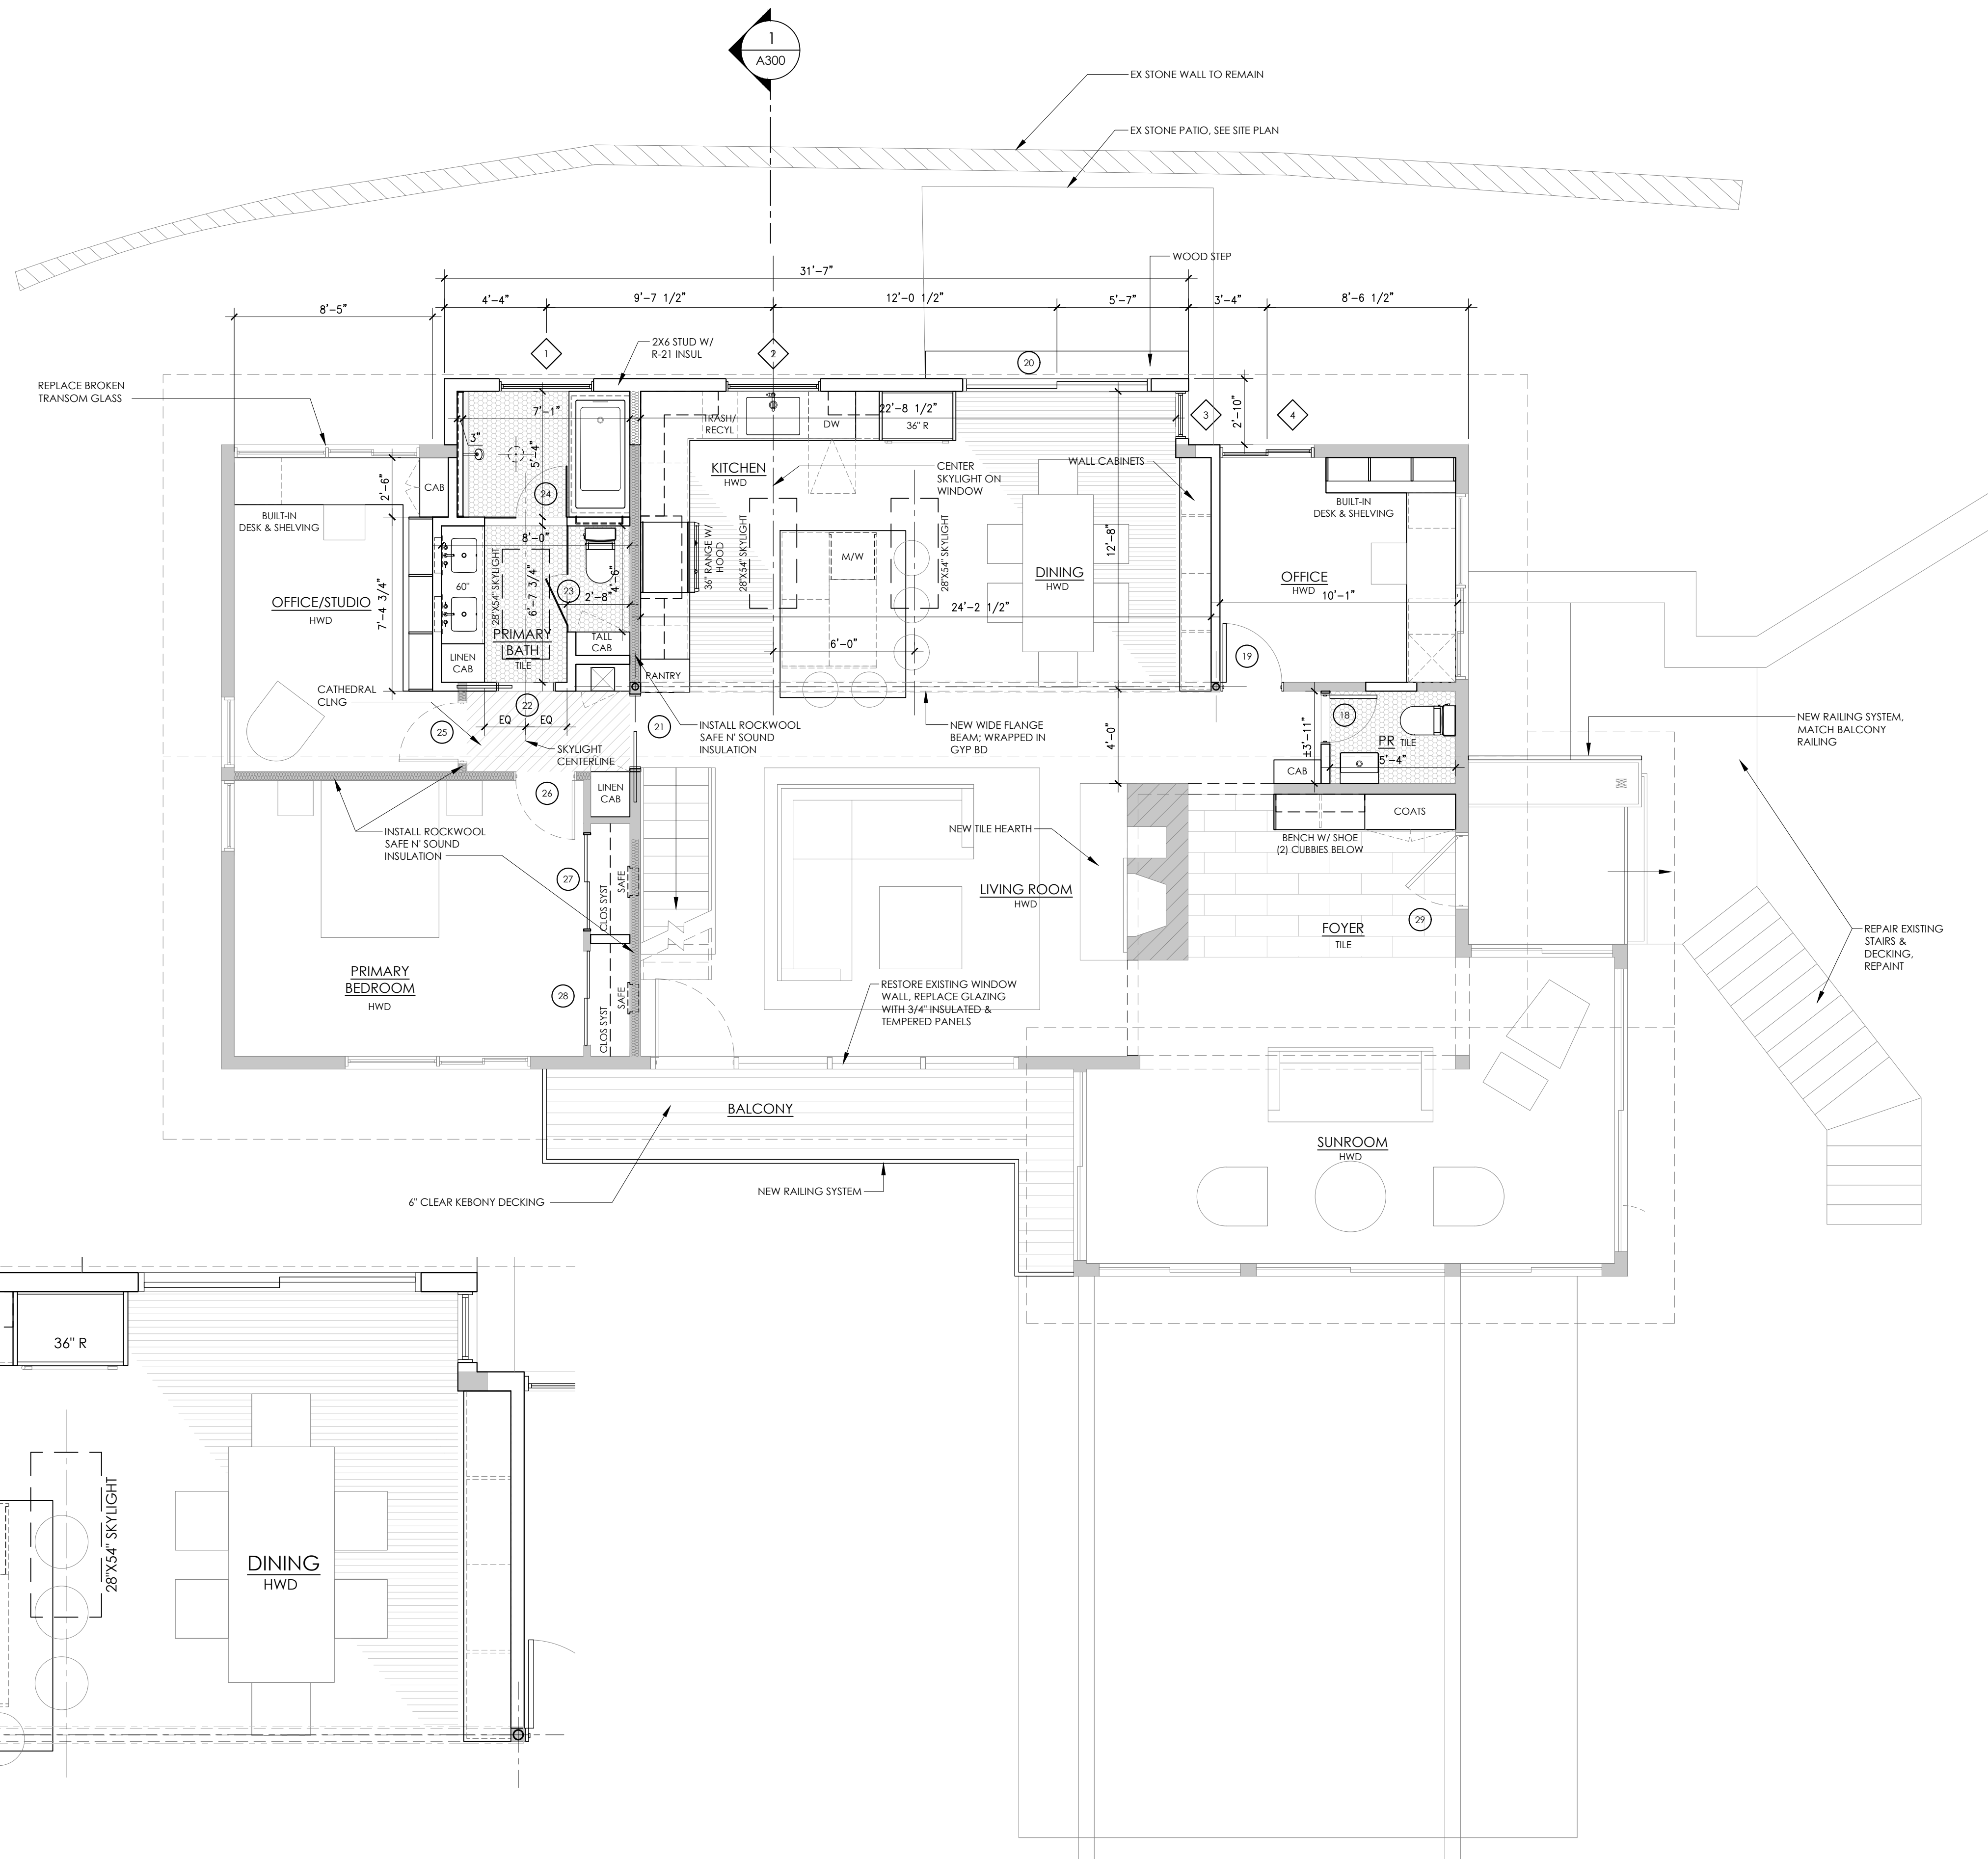 1
A300
EX STONE WALL TO REMAIN
EX STONE PATIO, SEE SITE PLAN
WOOD STEP
31'-7"
4'-4"
9'-7 1/2"
12'-0 1/2"
5'-7"
3'-4"
8'-6 1/2"
8'-5"
1
2X6 STUD W/
R-21 INSUL
2
20
REPLACE BROKEN
TRANSOM GLASS
3
4
2'-10"
7'-1"
3"
5'-4"
TRASH/
RECYL
DW
22'-8 1/2"
36" R
KITCHEN
HWD
CENTER
SKYLIGHT ON
WINDOW
WALL CABINETS
2'-6"
CAB
24
BUILT-IN
DESK & SHELVING
BUILT-IN
DESK & SHELVING
8'-0"
28"X54" SKYLIGHT
6'-7 3/4"
4'-6"
36" RANGE W/
HOOD
28"X54" SKYLIGHT
M/W
28"X54" SKYLIGHT
12'-8"
60"
23
2'-8"
DINING
HWD
OFFICE
HWD
10'-1"
OFFICE/STUDIO
HWD
7'-4 3/4"
24'-2 1/2"
PRIMARY
BATH
TILE
TALL
CAB
6'-0"
LINEN
CAB
PANTRY
19
CATHEDRAL
CLNG
22
EQ
EQ
25
21
INSTALL ROCKWOOL
SAFE N' SOUND
INSULATION
NEW WIDE FLANGE
BEAM; WRAPPED IN
GYP BD
4'-0"
±3'-11"
18
PR
TILE
5'-4"
NEW RAILING SYSTEM,
MATCH BALCONY
RAILING
SKYLIGHT
CENTERLINE
CAB
26
LINEN
CAB
COATS
BENCH W/ SHOE
(2) CUBBIES BELOW
INSTALL ROCKWOOL
SAFE N' SOUND
INSULATION
NEW TILE HEARTH
27
SAFE
CLOS SYST
LIVING ROOM
HWD
29
FOYER
TILE
REPAIR EXISTING
STAIRS &
DECKING,
REPAINT
PRIMARY
BEDROOM
HWD
28
SAFE
CLOS SYST
RESTORE EXISTING WINDOW
WALL, REPLACE GLAZING
WITH 3/4" INSULATED &
TEMPERED PANELS
BALCONY
SUNROOM
HWD
6" CLEAR KEBONY DECKING
NEW RAILING SYSTEM
36" R
28"X54" SKYLIGHT
DINING
HWD